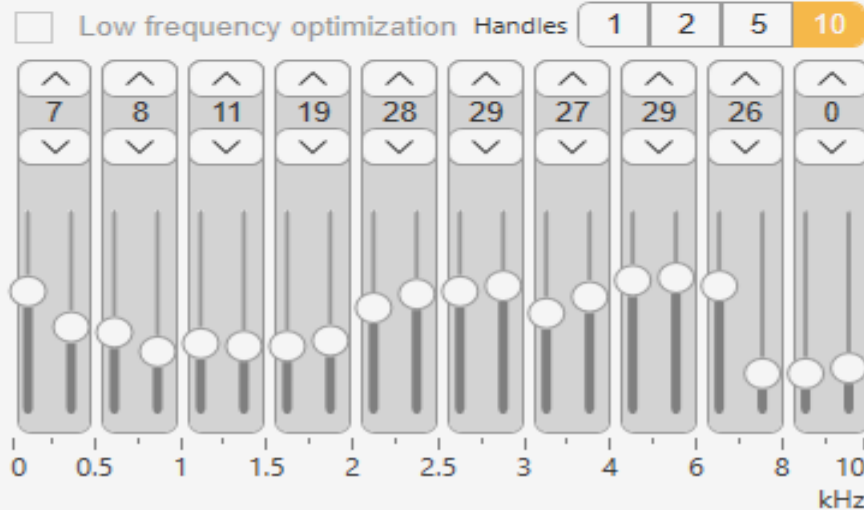 Low frequency optimization Handles 1 2 5 10
7 8 11 19 28 29 27 29 26 0
0 0.5 1 1.5 2 2.5 3 4 6 8 10
kHz